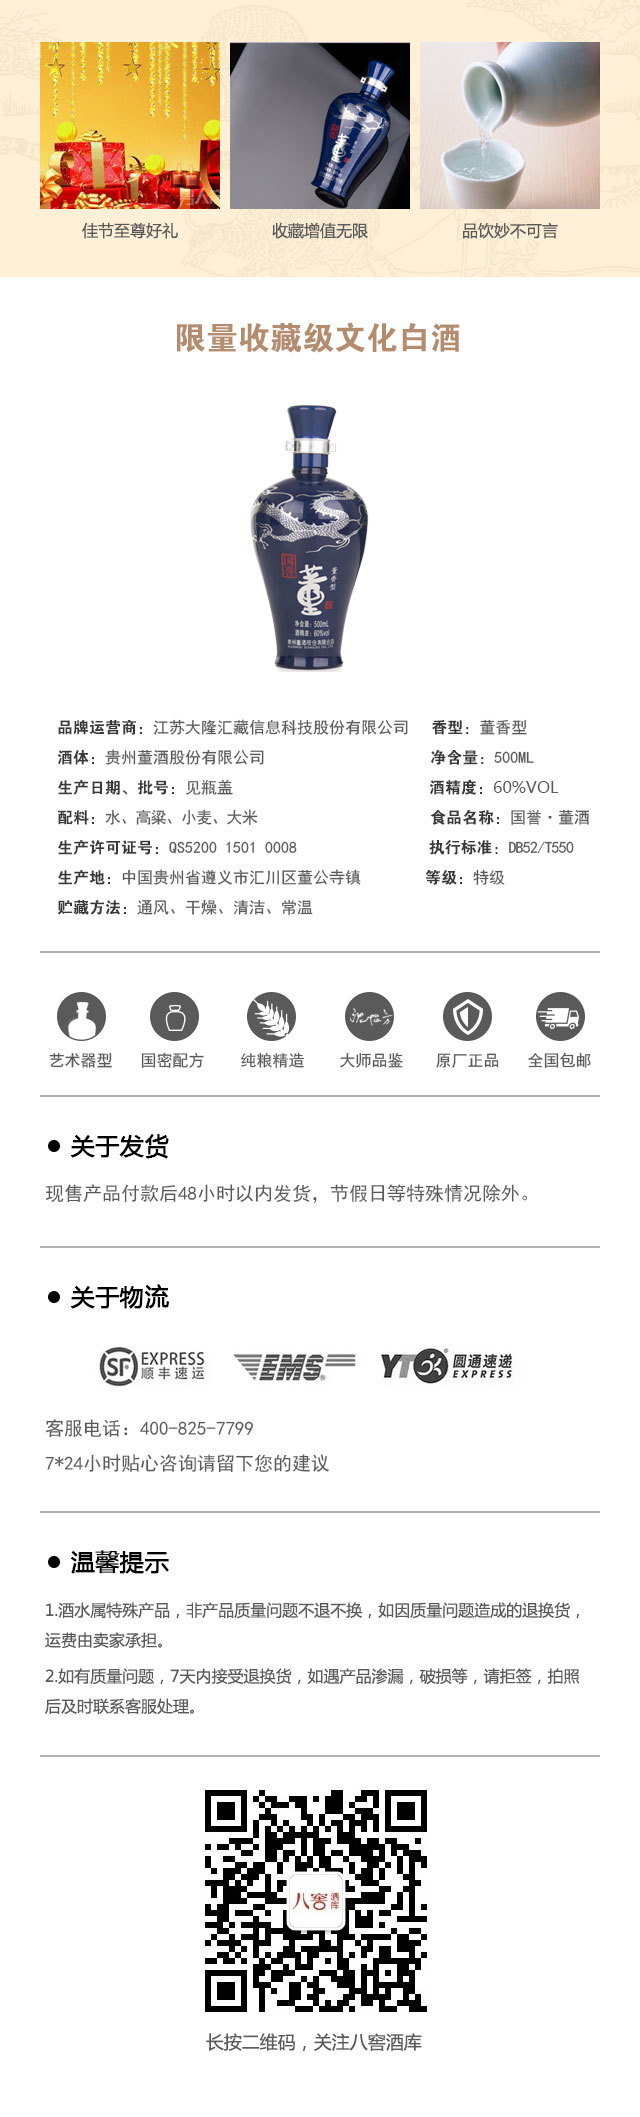 佳节至尊好礼
收藏增值无限
品饮妙不可言
限量收藏级文化白酒
国誉
董
董香型
净含量：500mL
酒精度：60%vol
贵州董酒股份有限公司
品牌运营商：江苏大隆汇藏信息科技股份有限公司 香型：董香型
酒体：贵州董酒股份有限公司 净含量：500ML
生产日期、批号：见瓶盖 酒精度：60%VOL
配料：水、高粱、小麦、大米 食品名称：国誉·董酒
生产许可证号：QS5200 1501 0008 执行标准：DB52/T550
生产地：中国贵州省遵义市汇川区董公寺镇 等级：特级
贮藏方法：通风、干燥、清洁、常温
艺术器型 国密配方 纯粮精造 大师品鉴 原厂正品 全国包邮
● 关于发货
现售产品付款后48小时以内发货，节假日等特殊情况除外。
● 关于物流
SF EXPRESS 顺丰速运
EMS
YTO 圆通速递 EXPRESS
客服电话：400-825-7799
7*24小时贴心咨询请留下您的建议
● 温馨提示
1.酒水属特殊产品，非产品质量问题不退不换，如因质量问题造成的退换货，
运费由卖家承担。
2.如有质量问题，7天内接受退换货，如遇产品渗漏，破损等，请拒签，拍照
后及时联系客服处理。
八窖酒库
长按二维码，关注八窖酒库